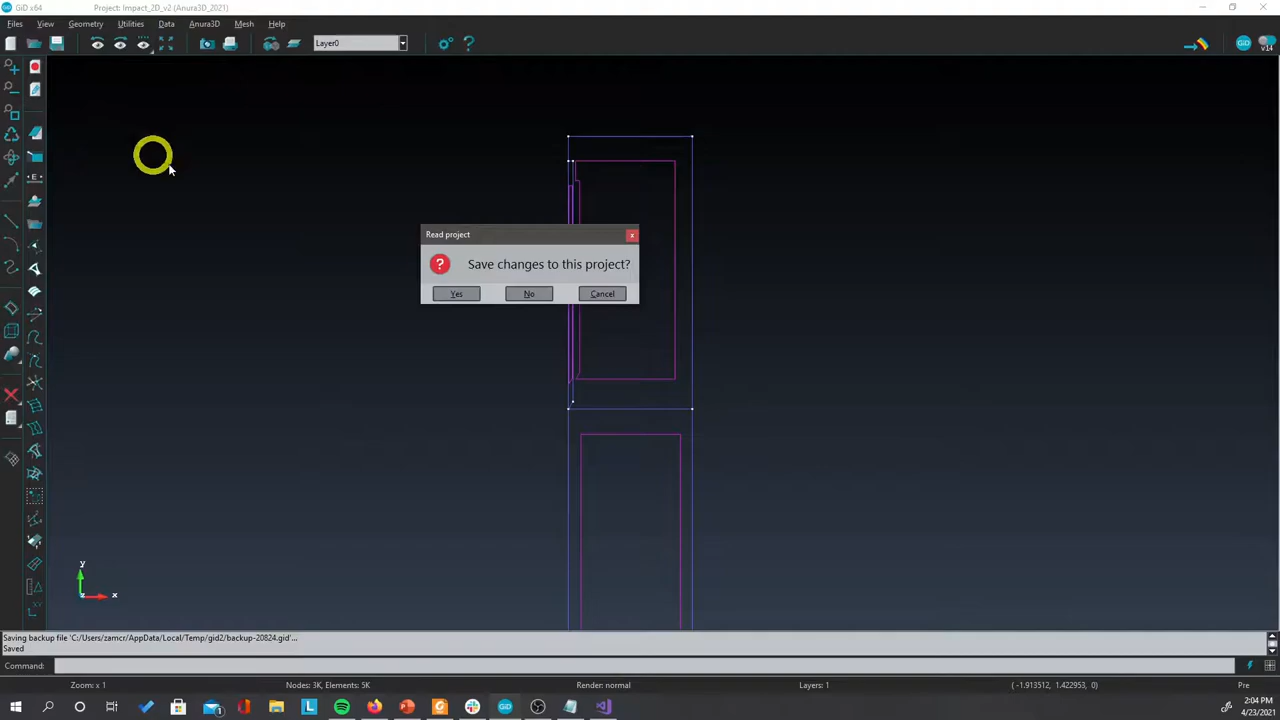 GiD x64
Project: Impact_2D_v2 (Anura3D_2021)
Files View Geometry Utilities Data Anura3D Mesh Help
Layer0
GiD
v14
E
Read project
x
?
Save changes to this project?
Yes No Cancel
y
z
x
Saving backup file 'C:/Users/zamcr/AppData/Local/Temp/gid2/backup-20824.gid'...
Saved
Command:
Zoom: x 1 Nodes: 3K, Elements: 5K Render: normal Layers: 1 ( -1.913512, 1.422953, 0) Pre
2:04 PM
4/23/2021